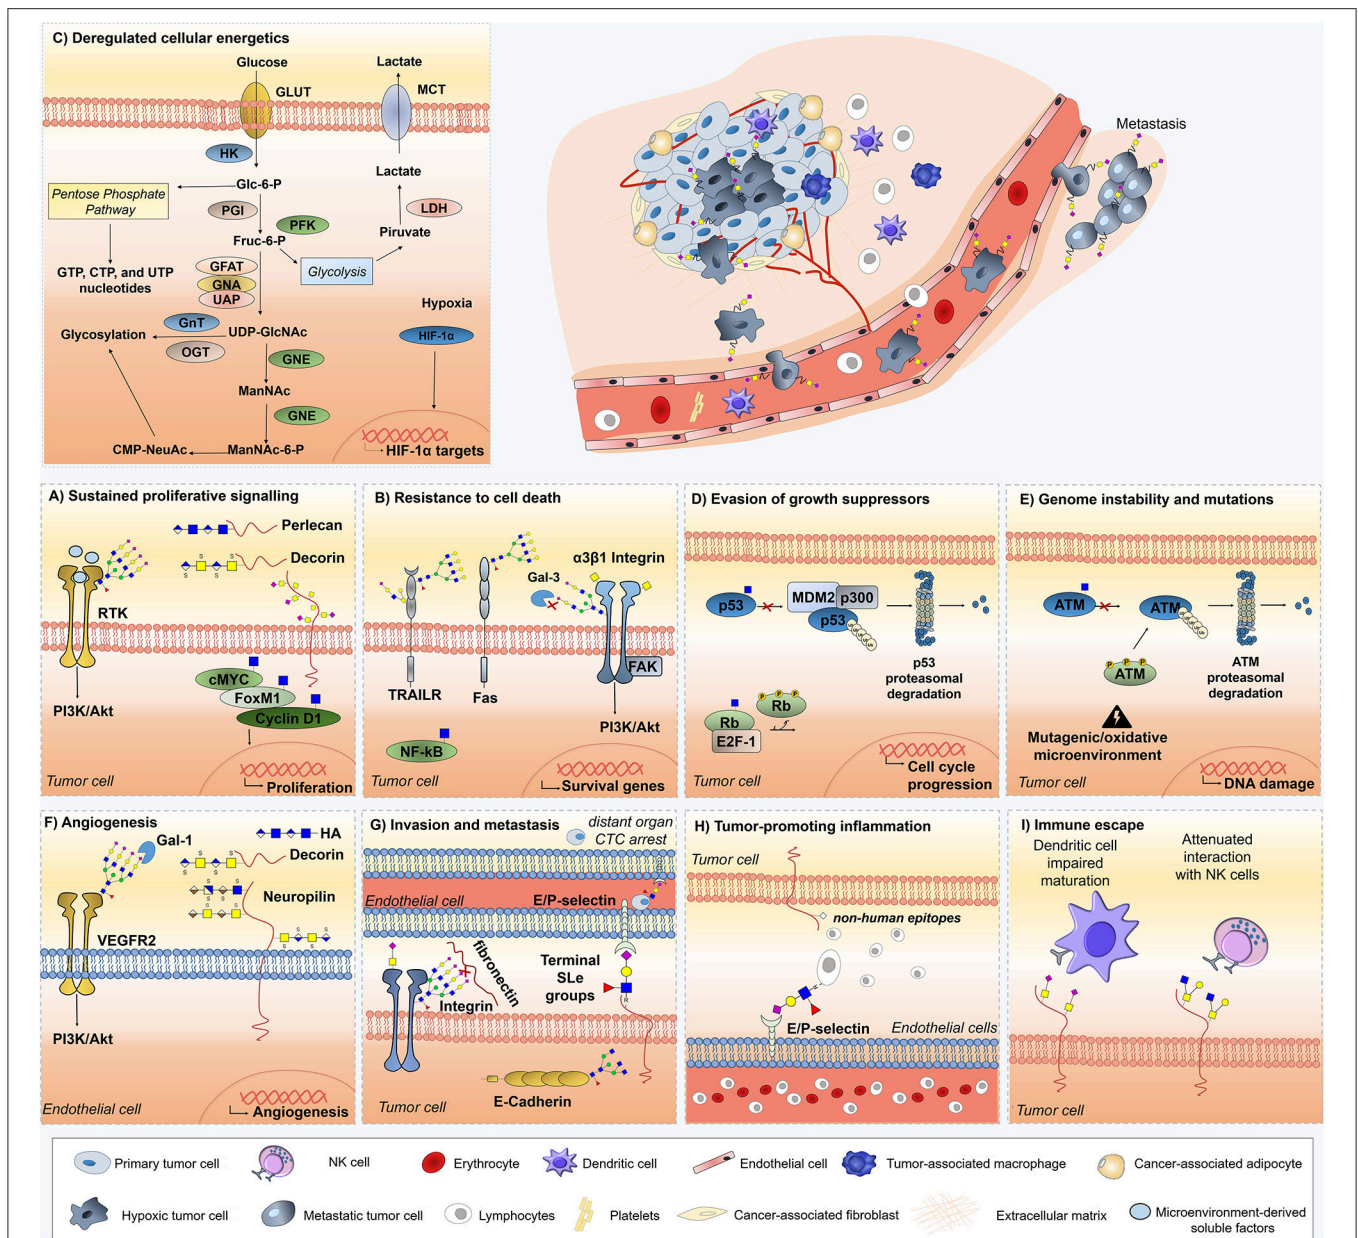 C) Deregulated cellular energetics
Glucose
Lactate
GLUT
MCT
HK
Glc-6-P
Lactate
Pentose Phosphate
Pathway
PGI
LDH
PFK
Fruc-6-P
Piruvate
GFAT
Glycolysis
GTP, CTP, and UTP
nucleotides
GNA
UAP
Hypoxia
GnT
Glycosylation
UDP-GlcNAc
HIF-1α
OGT
GNE
ManNAc
GNE
CMP-NeuAc
ManNAc-6-P
HIF-1α targets
Metastasis
A) Sustained proliferative signalling
Perlecan
S S
Decorin
S S
RTK
cMYC
FoxM1
PI3K/Akt
Cyclin D1
Tumor cell
Proliferation
B) Resistance to cell death
α3β1 Integrin
Gal-3
FAK
TRAILR
Fas
PI3K/Akt
NF-kB
Tumor cell
Survival genes
D) Evasion of growth suppressors
MDM2
p300
p53
p53
Ub
p53
proteasomal
degradation
P P P
Rb
Rb
E2F-1
Cell cycle
progression
Tumor cell
E) Genome instability and mutations
ATM
ATM
Ub
P P P
ATM
ATM
proteasomal
degradation
Mutagenic/oxidative
microenvironment
Tumor cell
DNA damage
F) Angiogenesis
Gal-1
HA
S S
Decorin
S S
Neuropilin
S S
S S
VEGFR2
PI3K/Akt
Endothelial cell
Angiogenesis
G) Invasion and metastasis
distant organ
CTC arrest
Endothelial cell
E/P-selectin
fibronectin
Terminal
SLe
groups
Integrin
R
E-Cadherin
Tumor cell
H) Tumor-promoting inflammation
Tumor cell
non-human epitopes
R
E/P-selectin
Endothelial cells
I) Immune escape
Dendritic cell
impaired
maturation
Attenuated
interaction
with NK cells
Tumor cell
Primary tumor cell
NK cell
Erythrocyte
Dendritic cell
Endothelial cell
Tumor-associated macrophage
Cancer-associated adipocyte
Hypoxic tumor cell
Metastatic tumor cell
Lymphocytes
Platelets
Cancer-associated fibroblast
Extracellular matrix
Microenvironment-derived
soluble factors